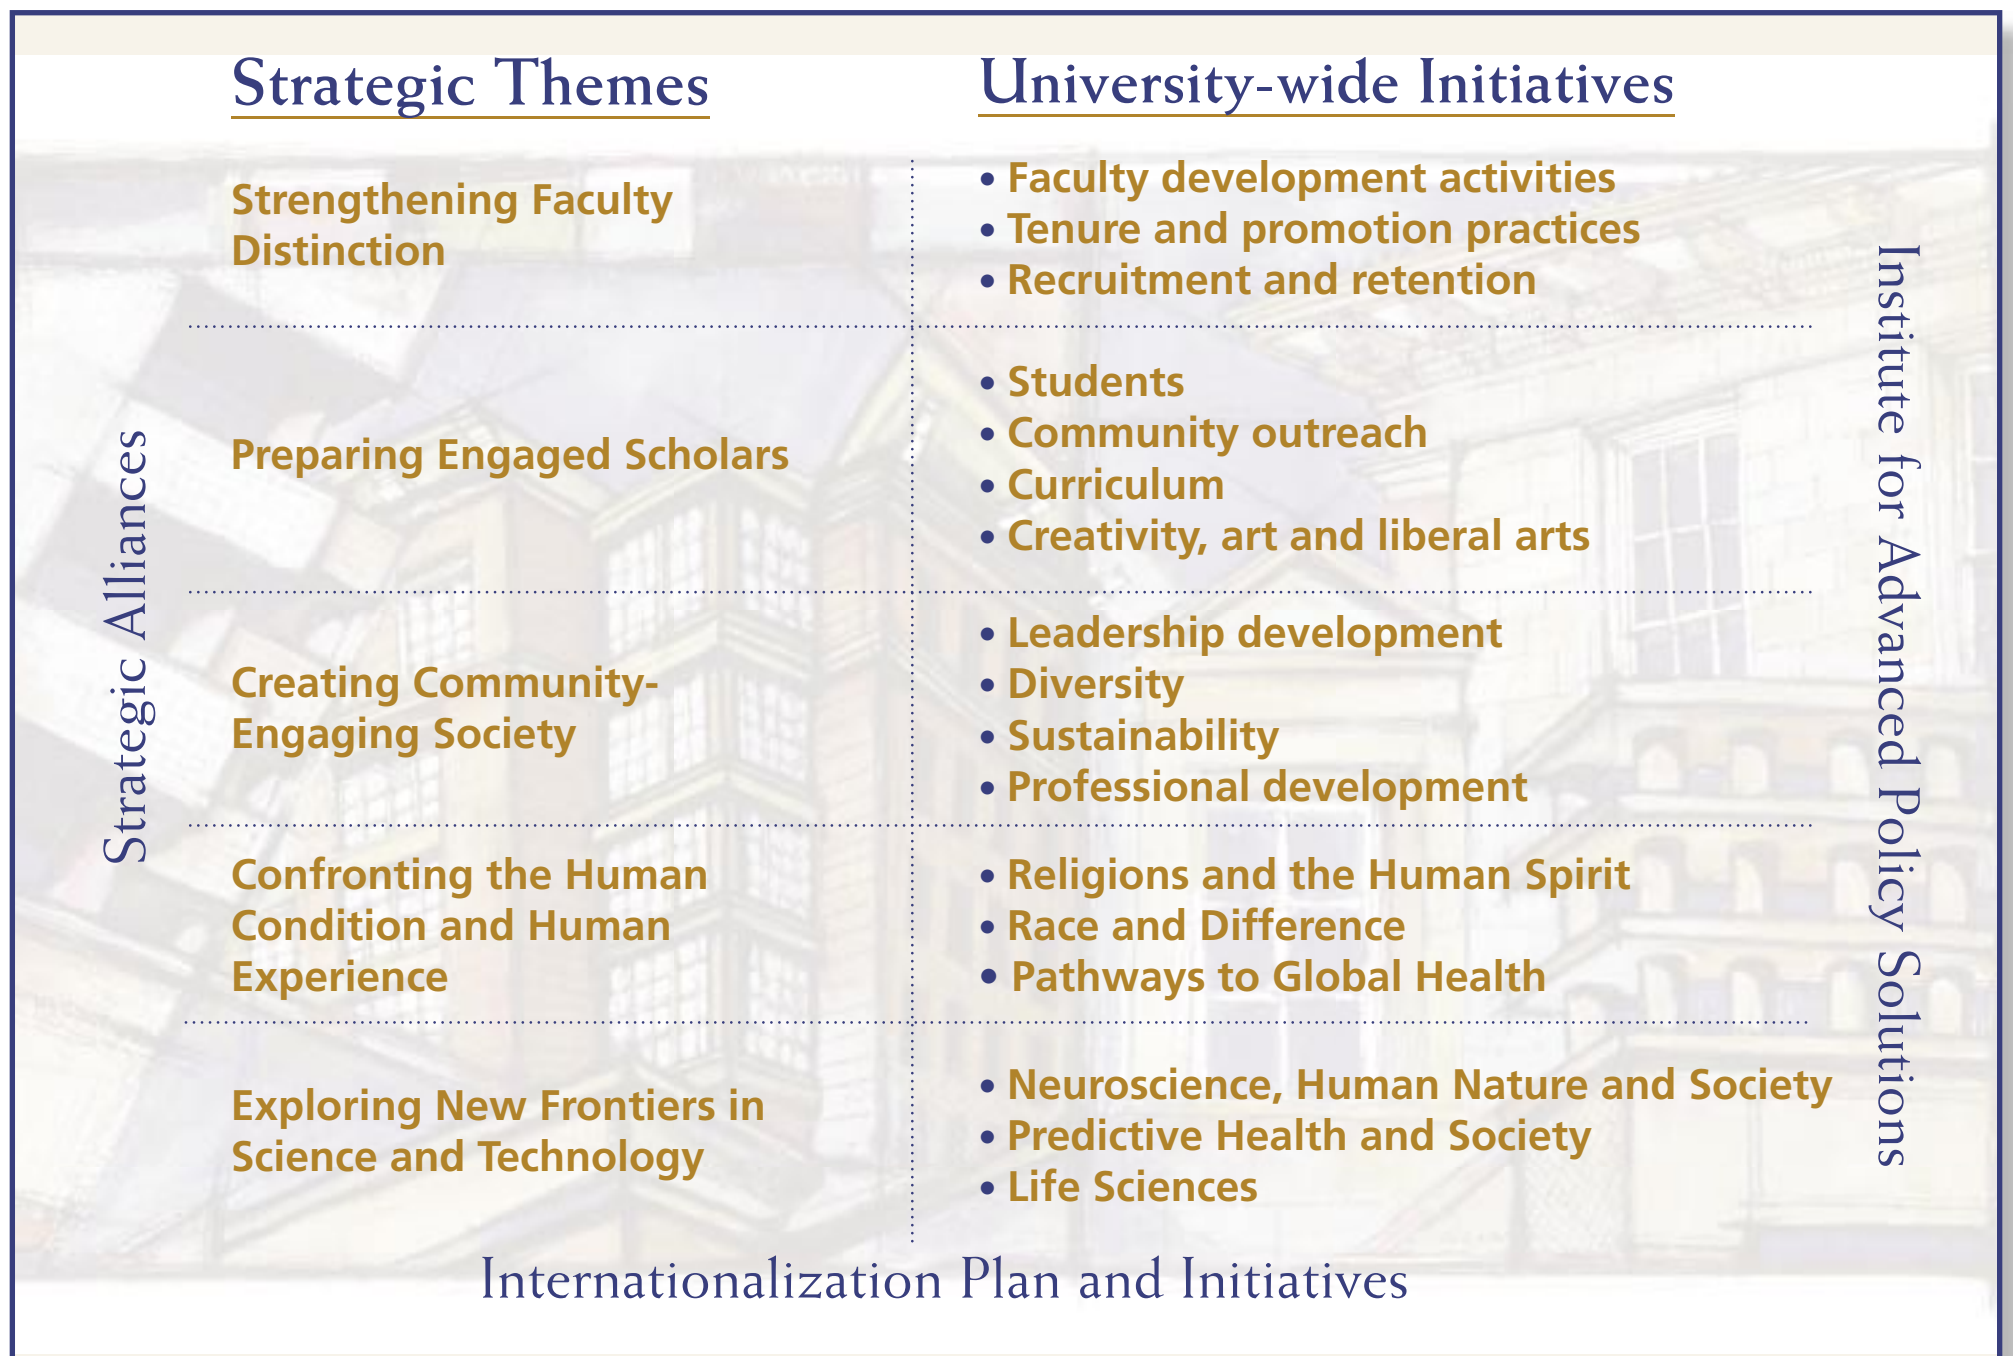 Strategic Themes
University-wide Initiatives
Strengthening Faculty
Distinction
• Faculty development activities
• Tenure and promotion practices
• Recruitment and retention
Preparing Engaged Scholars
• Students
• Community outreach
• Curriculum
• Creativity, art and liberal arts
Creating Community-
Engaging Society
• Leadership development
• Diversity
• Sustainability
• Professional development
Confronting the Human
Condition and Human
Experience
• Religions and the Human Spirit
• Race and Difference
• Pathways to Global Health
Exploring New Frontiers in
Science and Technology
• Neuroscience, Human Nature and Society
• Predictive Health and Society
• Life Sciences
Strategic Alliances
Institute for Advanced Policy Solutions
Internationalization Plan and Initiatives